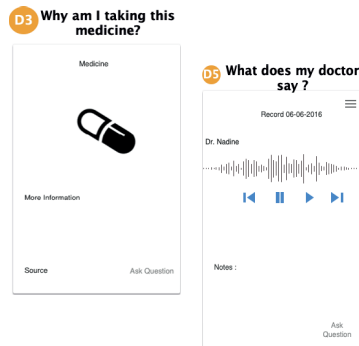 D3 Why am I taking this
medicine?
Medicine
More Information
Source
Ask Question
D5 What does my doctor
say ?
Record 06-06-2016
Dr. Nadine
Notes :
Ask
Question